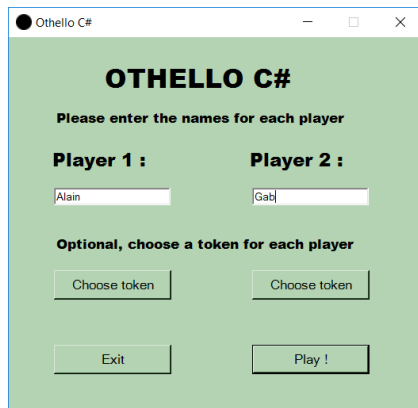 Othello C#
OTHELLO C#
Please enter the names for each player
Player 1 : Player 2 :
Alain Gab
Optional, choose a token for each player
Choose token Choose token
Exit Play !